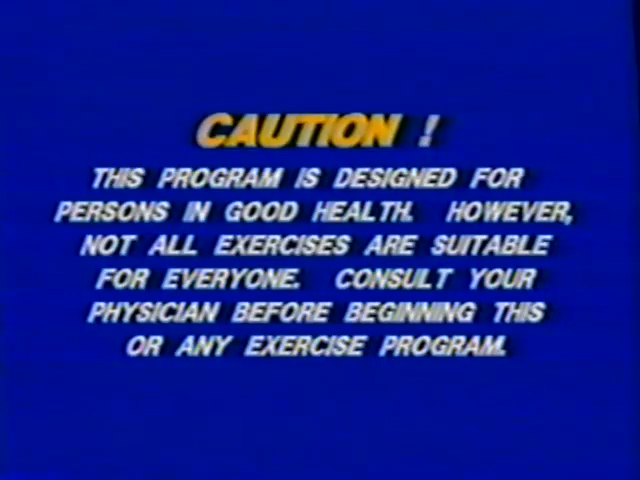 CAUTION !
THIS PROGRAM IS DESIGNED FOR
PERSONS IN GOOD HEALTH. HOWEVER,
NOT ALL EXERCISES ARE SUITABLE
FOR EVERYONE. CONSULT YOUR
PHYSICIAN BEFORE BEGINNING THIS
OR ANY EXERCISE PROGRAM.